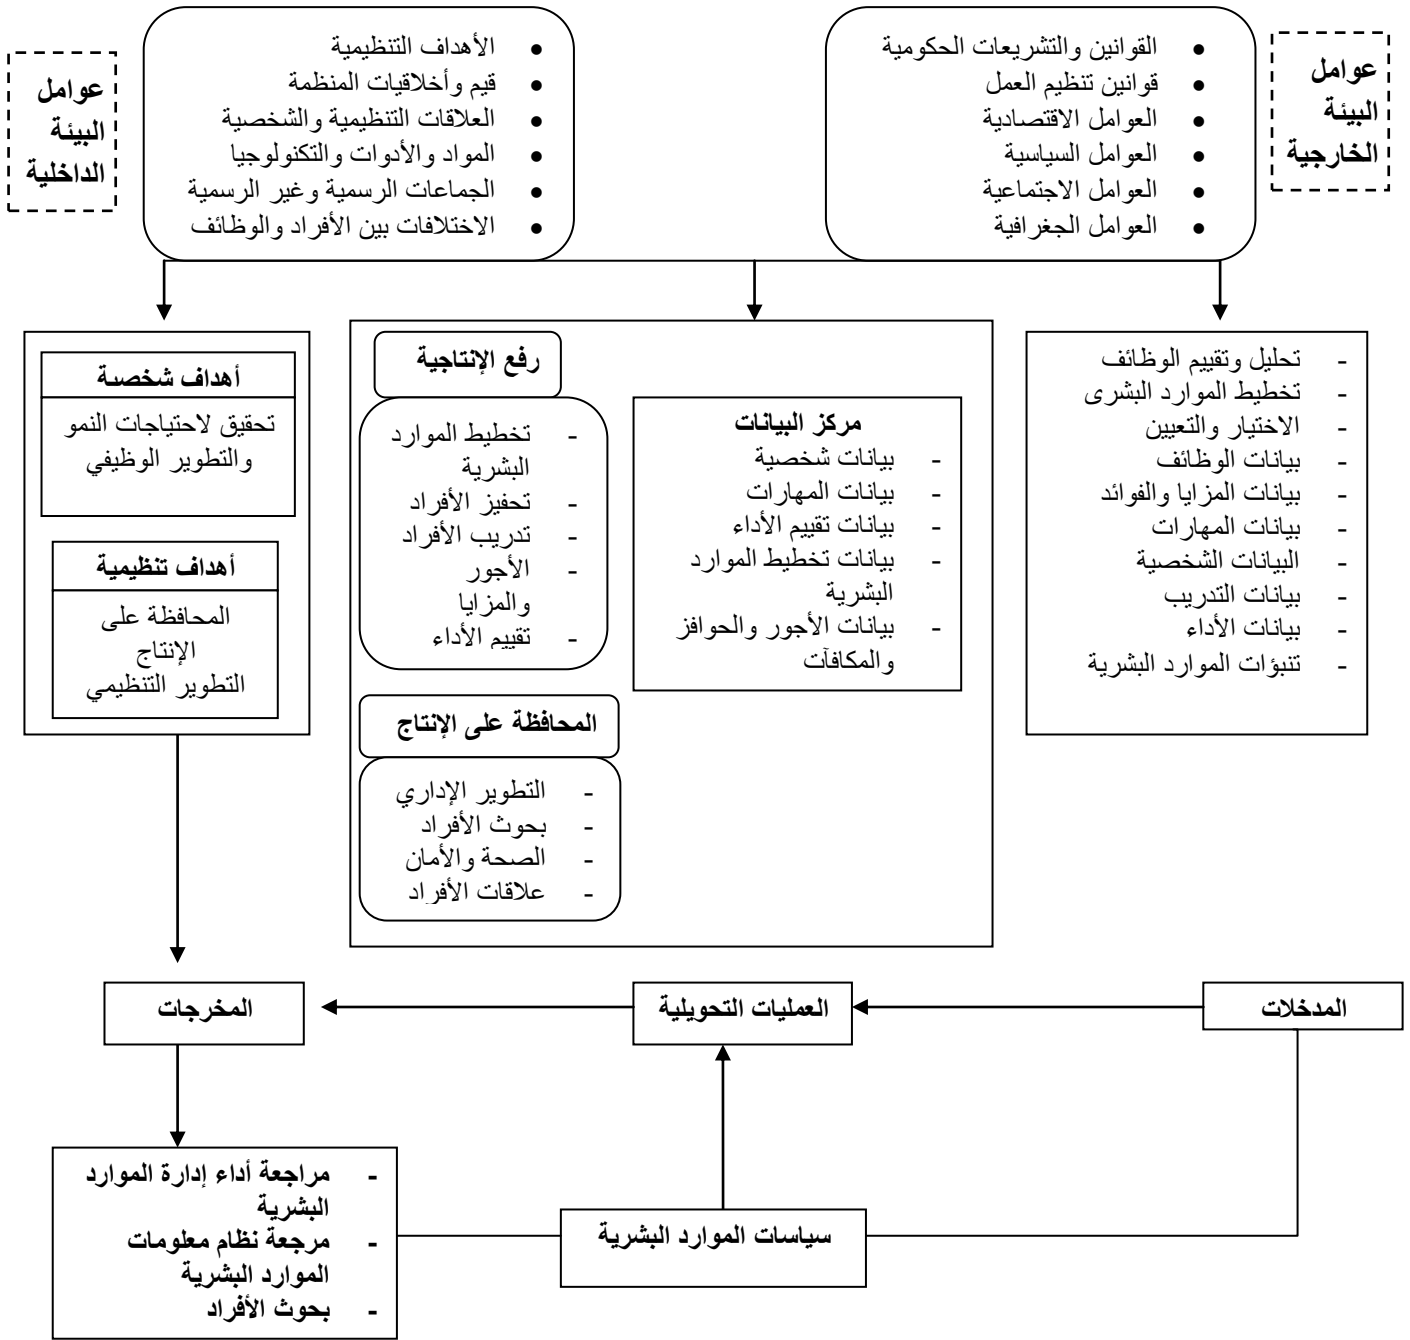 عوامل
البيئة
الخارجية
القوانين والتشريعات الحكومية
قوانين تنظيم العمل
العوامل الاقتصادية
العوامل السياسية
العوامل الاجتماعية
العوامل الجغرافية
الأهداف التنظيمية
قيم وأخلاقيات المنظمة
العلاقات التنظيمية والشخصية
المواد والأدوات والتكنولوجيا
الجماعات الرسمية وغير الرسمية
الاختلافات بين الأفراد والوظائف
عوامل
البيئة
الداخلية
- تحليل وتقييم الوظائف
- تخطيط الموارد البشرى
- الاختيار والتعيين
- بيانات الوظائف
- بيانات المزايا والفوائد
- بيانات المهارات
- البيانات الشخصية
- بيانات التدريب
- بيانات الأداء
- تنبؤات الموارد البشرية
مركز البيانات
- بيانات شخصية
- بيانات المهارات
- بيانات تقييم الأداء
- بيانات تخطيط الموارد
البشرية
- بيانات الأجور والحوافز
والمكافآت
رفع الإنتاجية
- تخطيط الموارد
البشرية
- تحفيز الأفراد
- تدريب الأفراد
- الأجور
والمزايا
- تقييم الأداء
المحافظة على الإنتاج
- التطوير الإداري
- بحوث الأفراد
- الصحة والأمان
- علاقات الأفراد
أهداف شخصية
تحقيق لاحتياجات النمو
والتطوير الوظيفي
أهداف تنظيمية
المحافظة على
الإنتاج
التطوير التنظيمي
المدخلات
العمليات التحويلية
المخرجات
سياسات الموارد البشرية
- مراجعة أداء إدارة الموارد
البشرية
- مرجعة نظام معلومات
الموارد البشرية
- بحوث الأفراد